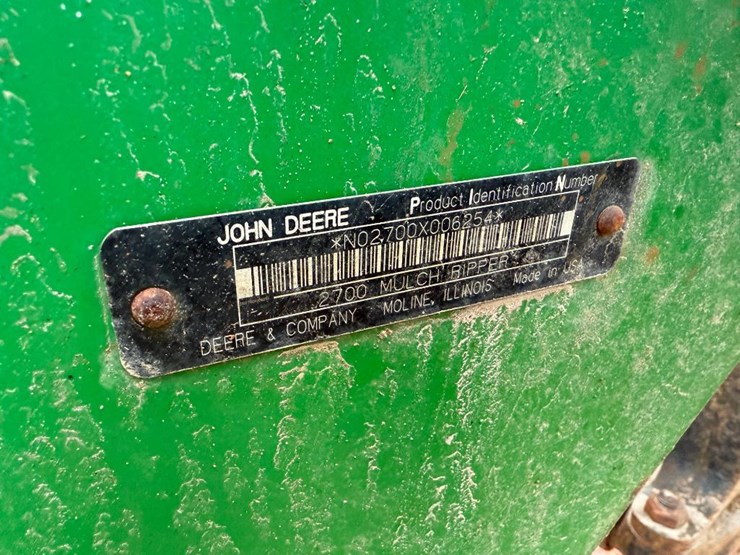 JOHN DEERE Product Identification Number
*N02700X006254*
2700 MULCH RIPPER
DEERE & COMPANY MOLINE, ILLINOIS Made in USA